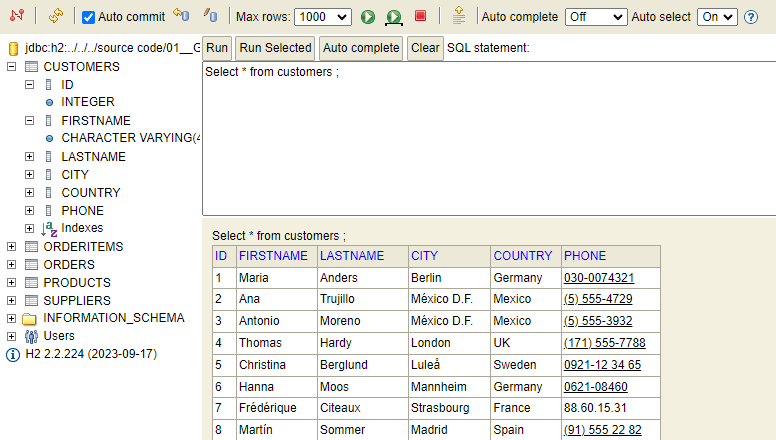 Auto commit Max rows: 1000 Auto complete Off Auto select On
jdbc:h2:../../../source code/01__G
CUSTOMERS
ID
INTEGER
FIRSTNAME
CHARACTER VARYING(4
LASTNAME
CITY
COUNTRY
PHONE
Indexes
ORDERITEMS
ORDERS
PRODUCTS
SUPPLIERS
INFORMATION_SCHEMA
Users
H2 2.2.224 (2023-09-17)
Run Run Selected Auto complete Clear SQL statement:
Select * from customers ;
Select * from customers ;
ID FIRSTNAME LASTNAME CITY COUNTRY PHONE
1 Maria Anders Berlin Germany 030-0074321
2 Ana Trujillo México D.F. Mexico (5) 555-4729
3 Antonio Moreno México D.F. Mexico (5) 555-3932
4 Thomas Hardy London UK (171) 555-7788
5 Christina Berglund Luleå Sweden 0921-12 34 65
6 Hanna Moos Mannheim Germany 0621-08460
7 Frédérique Citeaux Strasbourg France 88.60.15.31
8 Martín Sommer Madrid Spain (91) 555 22 82